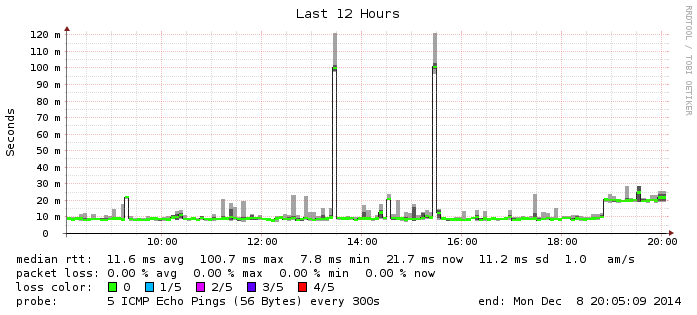 Last 12 Hours
RRDTOOL / TOBI OETIKER
Seconds
120 m
110 m
100 m
90 m
80 m
70 m
60 m
50 m
40 m
30 m
20 m
10 m
0
10:00 12:00 14:00 16:00 18:00 20:00
median rtt: 11.6 ms avg 100.7 ms max 7.8 ms min 21.7 ms now 11.2 ms sd 1.0 am/s
packet loss: 0.00 % avg 0.00 % max 0.00 % min 0.00 % now
loss color: 0 1/5 2/5 3/5 4/5
probe: 5 ICMP Echo Pings (56 Bytes) every 300s end: Mon Dec 8 20:05:09 2014